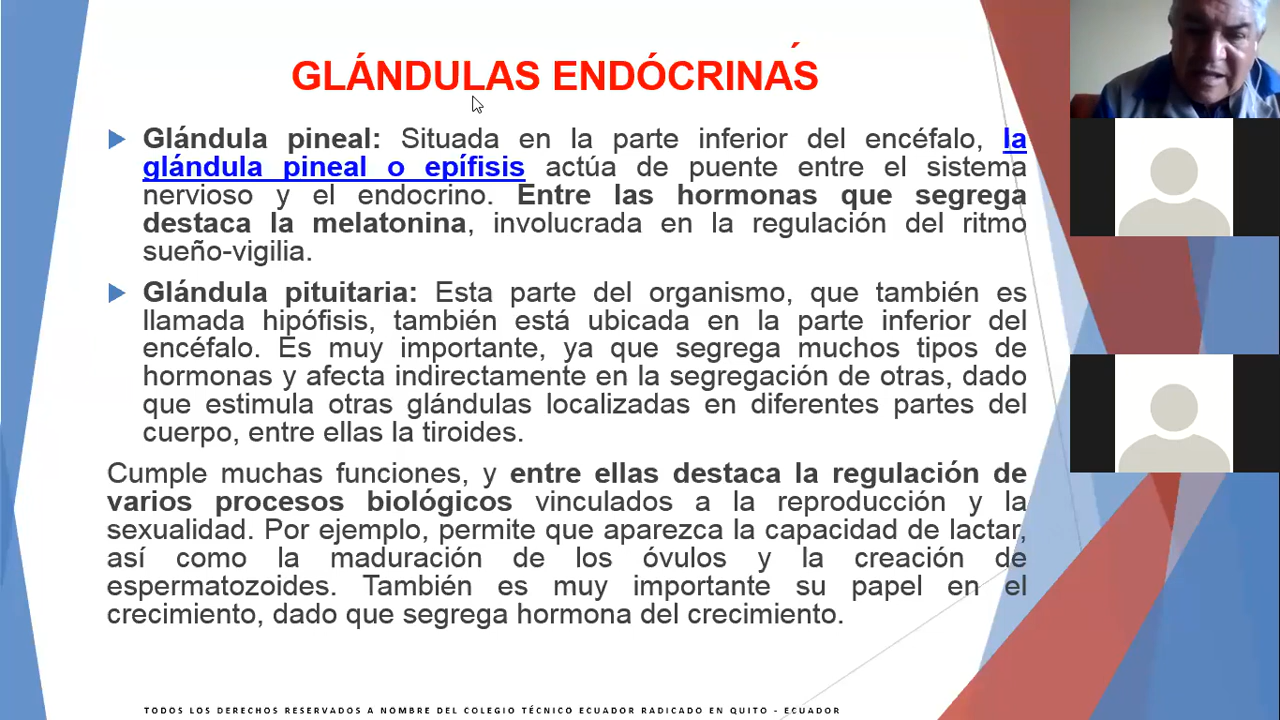 GLÁNDULAS ENDÓCRINAŚ
Glándula pineal: Situada en la parte inferior del encéfalo, la
glándula pineal o epífisis actúa de puente entre el sistema
nervioso y el endocrino. Entre las hormonas que segrega
destaca la melatonina, involucrada en la regulación del ritmo
sueño-vigilia.
Glándula pituitaria: Esta parte del organismo, que también es
llamada hipófisis, también está ubicada en la parte inferior del
encéfalo. Es muy importante, ya que segrega muchos tipos de
hormonas y afecta indirectamente en la segregación de otras, dado
que estimula otras glándulas localizadas en diferentes partes del
cuerpo, entre ellas la tiroides.
Cumple muchas funciones, y entre ellas destaca la regulación de
varios procesos biológicos vinculados a la reproducción y la
sexualidad. Por ejemplo, permite que aparezca la capacidad de lactar,
así como la maduración de los óvulos y la creación de
espermatozoides. También es muy importante su papel en el
crecimiento, dado que segrega hormona del crecimiento.
TODOS LOS DERECHOS RESERVADOS A NOMBRE DEL COLEGIO TÉCNICO ECUADOR RADICADO EN QUITO - ECUADOR